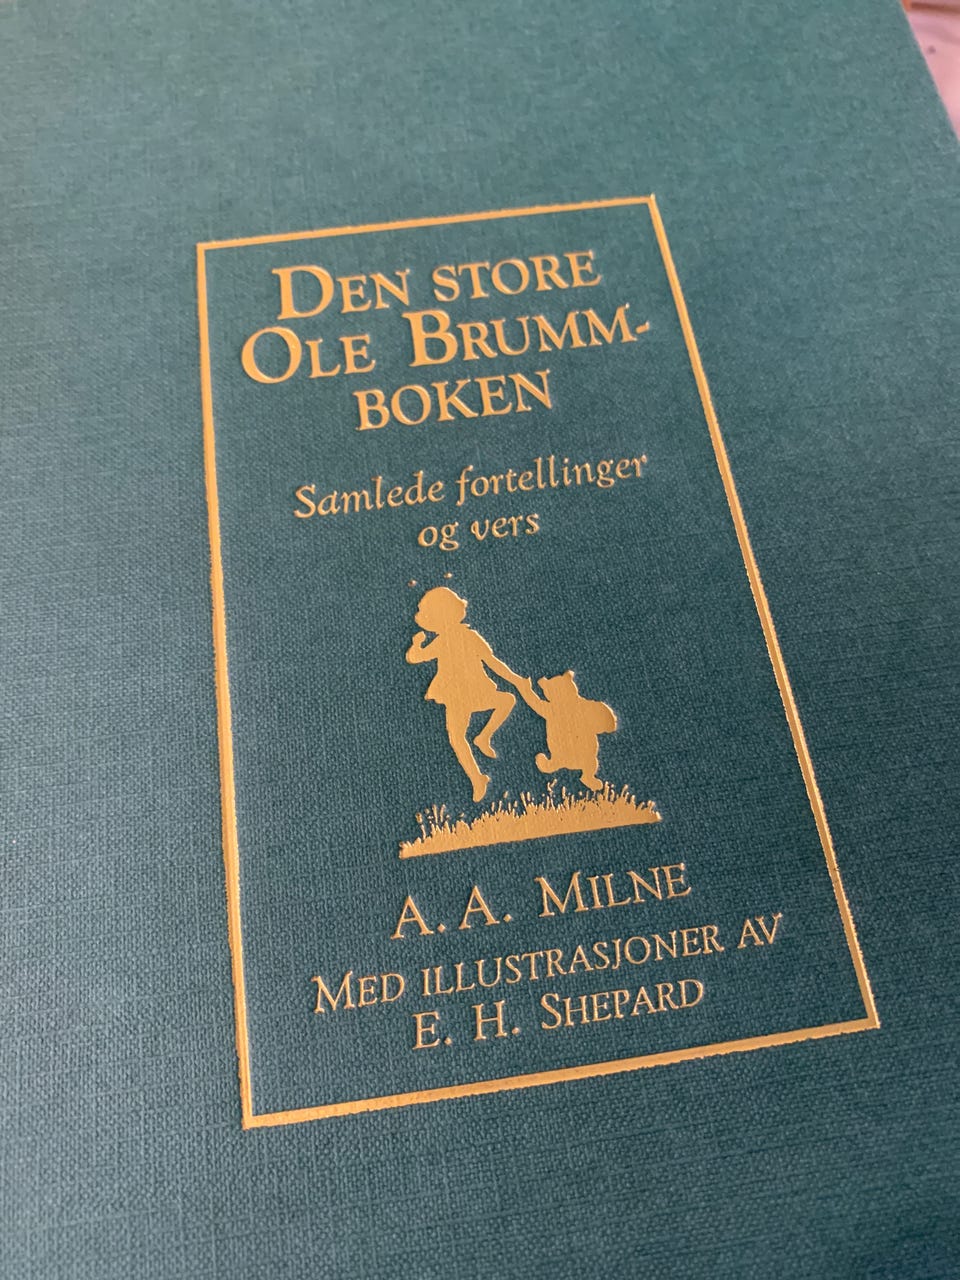 DEN STORE
OLE BRUMM-
BOKEN
Samlede fortellinger
og vers
A. A. MILNE
MED ILLUSTRASJONER AV
E. H. SHEPARD